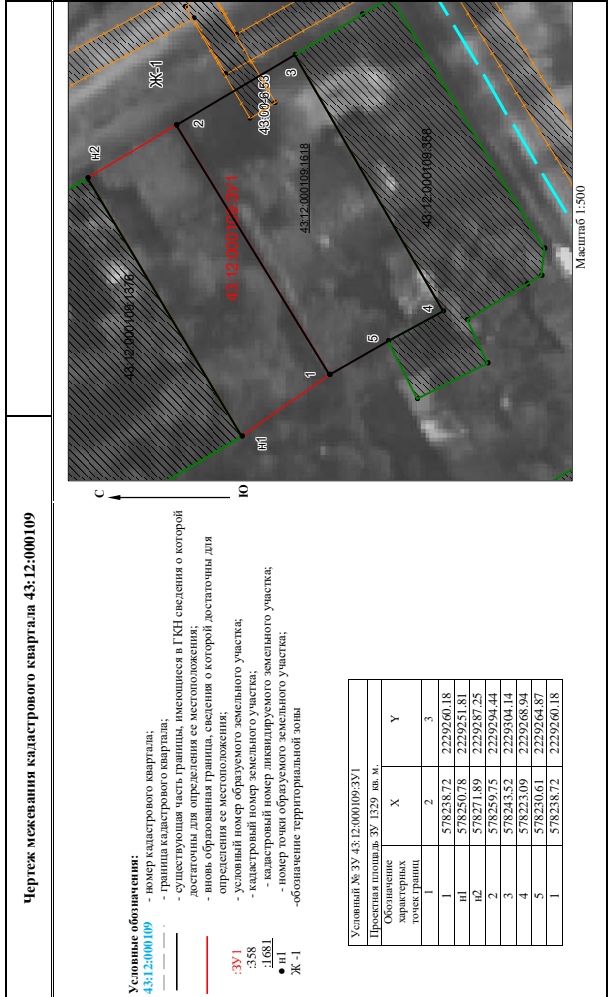 Чертеж межевания кадастрового квартала 43:12:000109
Условные обозначения:
43:12:000109 - номер кадастрового квартала;
- граница кадастрового квартала;
- существующая часть границы, имеющиеся в ГКН сведения о которой
достаточны для определения ее местоположения;
- вновь образованная граница, сведения о которой достаточны для
определения ее местоположения;
:ЗУ1 - условный номер образуемого земельного участка;
:358 - кадастровый номер земельного участка;
:1681 - кадастровый номер ликвидируемого земельного участка;
● н1 - номер точки образуемого земельного участка;
Ж -1 -обозначение территориальной зоны
Условный № ЗУ 43:12:000109:ЗУ1
Проектная площадь ЗУ 1329 кв. м.
Обозначение характерных точек границ X Y
1 2 3
1 578238.72 2229260.18
н1 578250.78 2229251.81
н2 578271.89 2229287.25
2 578259.75 2229294.44
3 578243.52 2229304.14
4 578223.09 2229268.94
5 578230.61 2229264.87
1 578238.72 2229260.18
С
Ю
Ж-1
н2
2
3
43:00-8.53
43:12:000109:1376
43:12:000109:ЗУ1
43:12:000109:1618
43:12:000109:358
1
н1
5
4
Масштаб 1:500